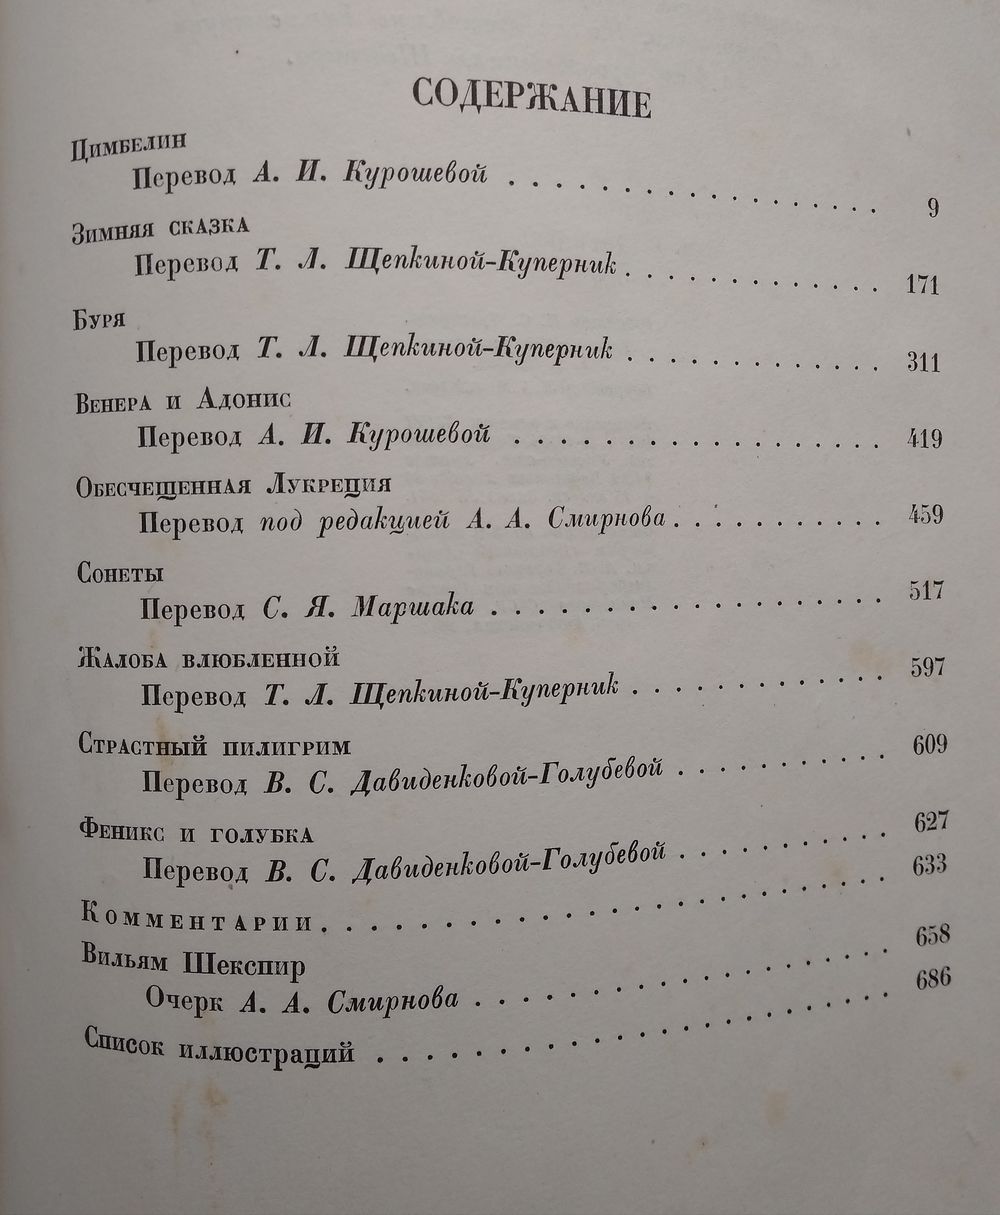 СОДЕРЖАНИЕ
Цимбелин
Перевод А. И. Курошевой . . . . . . . . . . . . . . . . 9
Зимняя сказка
Перевод Т. Л. Щепкиной-Куперник . . . . . . . . . . . 171
Буря
Перевод Т. Л. Щепкиной-Куперник . . . . . . . . . . . 311
Венера и Адонис
Перевод А. И. Курошевой . . . . . . . . . . . . . . . . 419
Обесчещенная Лукреция
Перевод под редакцией А. А. Смирнова . . . . . . . . . . 459
Сонеты
Перевод С. Я. Маршака . . . . . . . . . . . . . . . . . 517
Жалоба влюбленной
Перевод Т. Л. Щепкиной-Куперник . . . . . . . . . . . 597
Страстный пилигрим
Перевод В. С. Давиденковой-Голубевой . . . . . . . . . . 609
Феникс и голубка
Перевод В. С. Давиденковой-Голубевой . . . . . . . . . . 627
Комментарии . . . . . . . . . . . . . . . . . . . . . . . 633
Вильям Шекспир
Очерк А. А. Смирнова . . . . . . . . . . . . . . . . . . 658
Список иллюстраций . . . . . . . . . . . . . . . . . . . . . 686